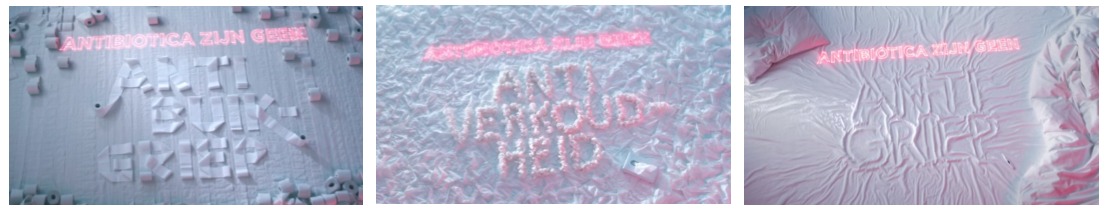 ANTIBIOTICA ZIJN GEEN
ANTI
BUIK
GRIEP
ANTIBIOTICA ZIJN GEEN
ANTI
VERKOUD-
HEID
ANTIBIOTICA ZIJN GEEN
ANTI
GRIEP